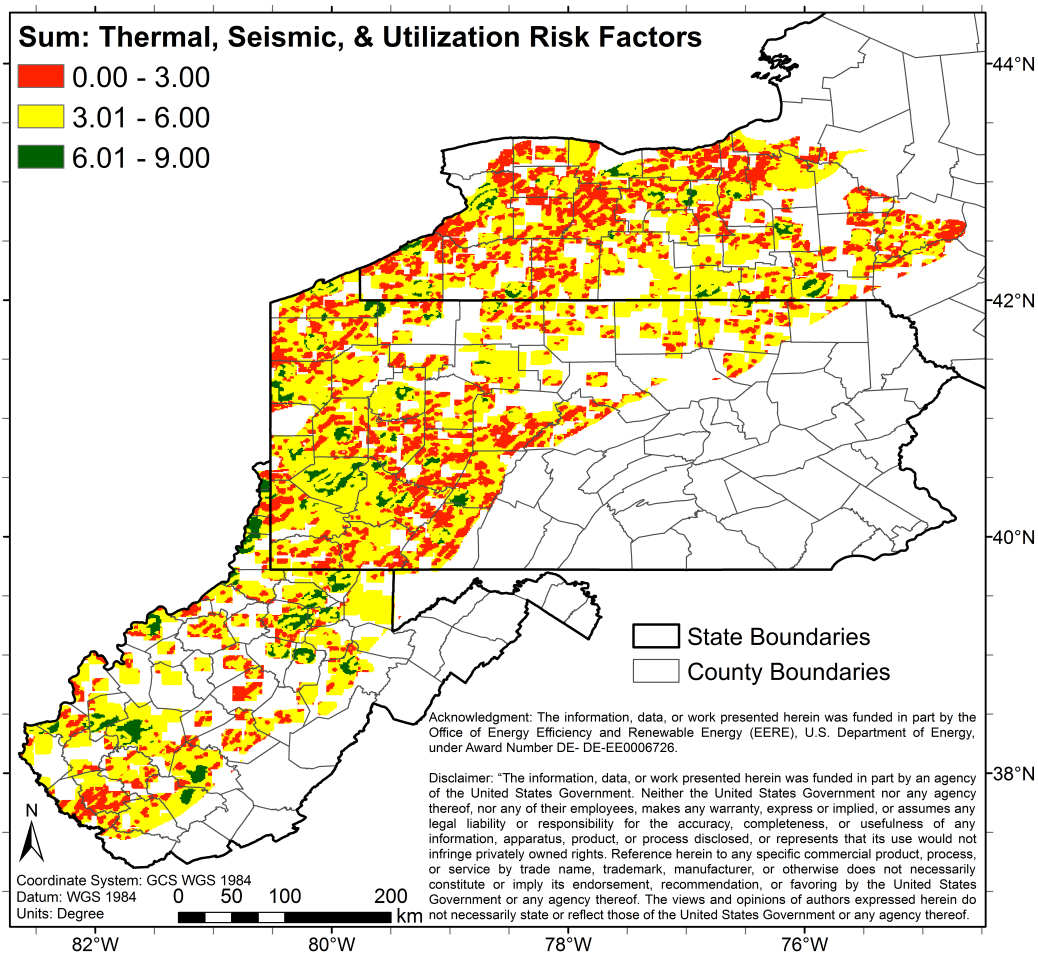 Sum: Thermal, Seismic, & Utilization Risk Factors
0.00 - 3.00
3.01 - 6.00
6.01 - 9.00
44°N
42°N
40°N
38°N
State Boundaries
County Boundaries
Acknowledgment: The information, data, or work presented herein was funded in part by the
Office of Energy Efficiency and Renewable Energy (EERE), U.S. Department of Energy,
under Award Number DE- DE-EE0006726.
Disclaimer: “The information, data, or work presented herein was funded in part by an agency
of the United States Government. Neither the United States Government nor any agency
thereof, nor any of their employees, makes any warranty, express or implied, or assumes any
legal liability or responsibility for the accuracy, completeness, or usefulness of any
information, apparatus, product, or process disclosed, or represents that its use would not
infringe privately owned rights. Reference herein to any specific commercial product, process,
or service by trade name, trademark, manufacturer, or otherwise does not necessarily
constitute or imply its endorsement, recommendation, or favoring by the United States
Government or any agency thereof. The views and opinions of authors expressed herein do
not necessarily state or reflect those of the United States Government or any agency thereof.
N
Coordinate System: GCS WGS 1984
Datum: WGS 1984
Units: Degree
0 50 100 200
km
82°W 80°W 78°W 76°W